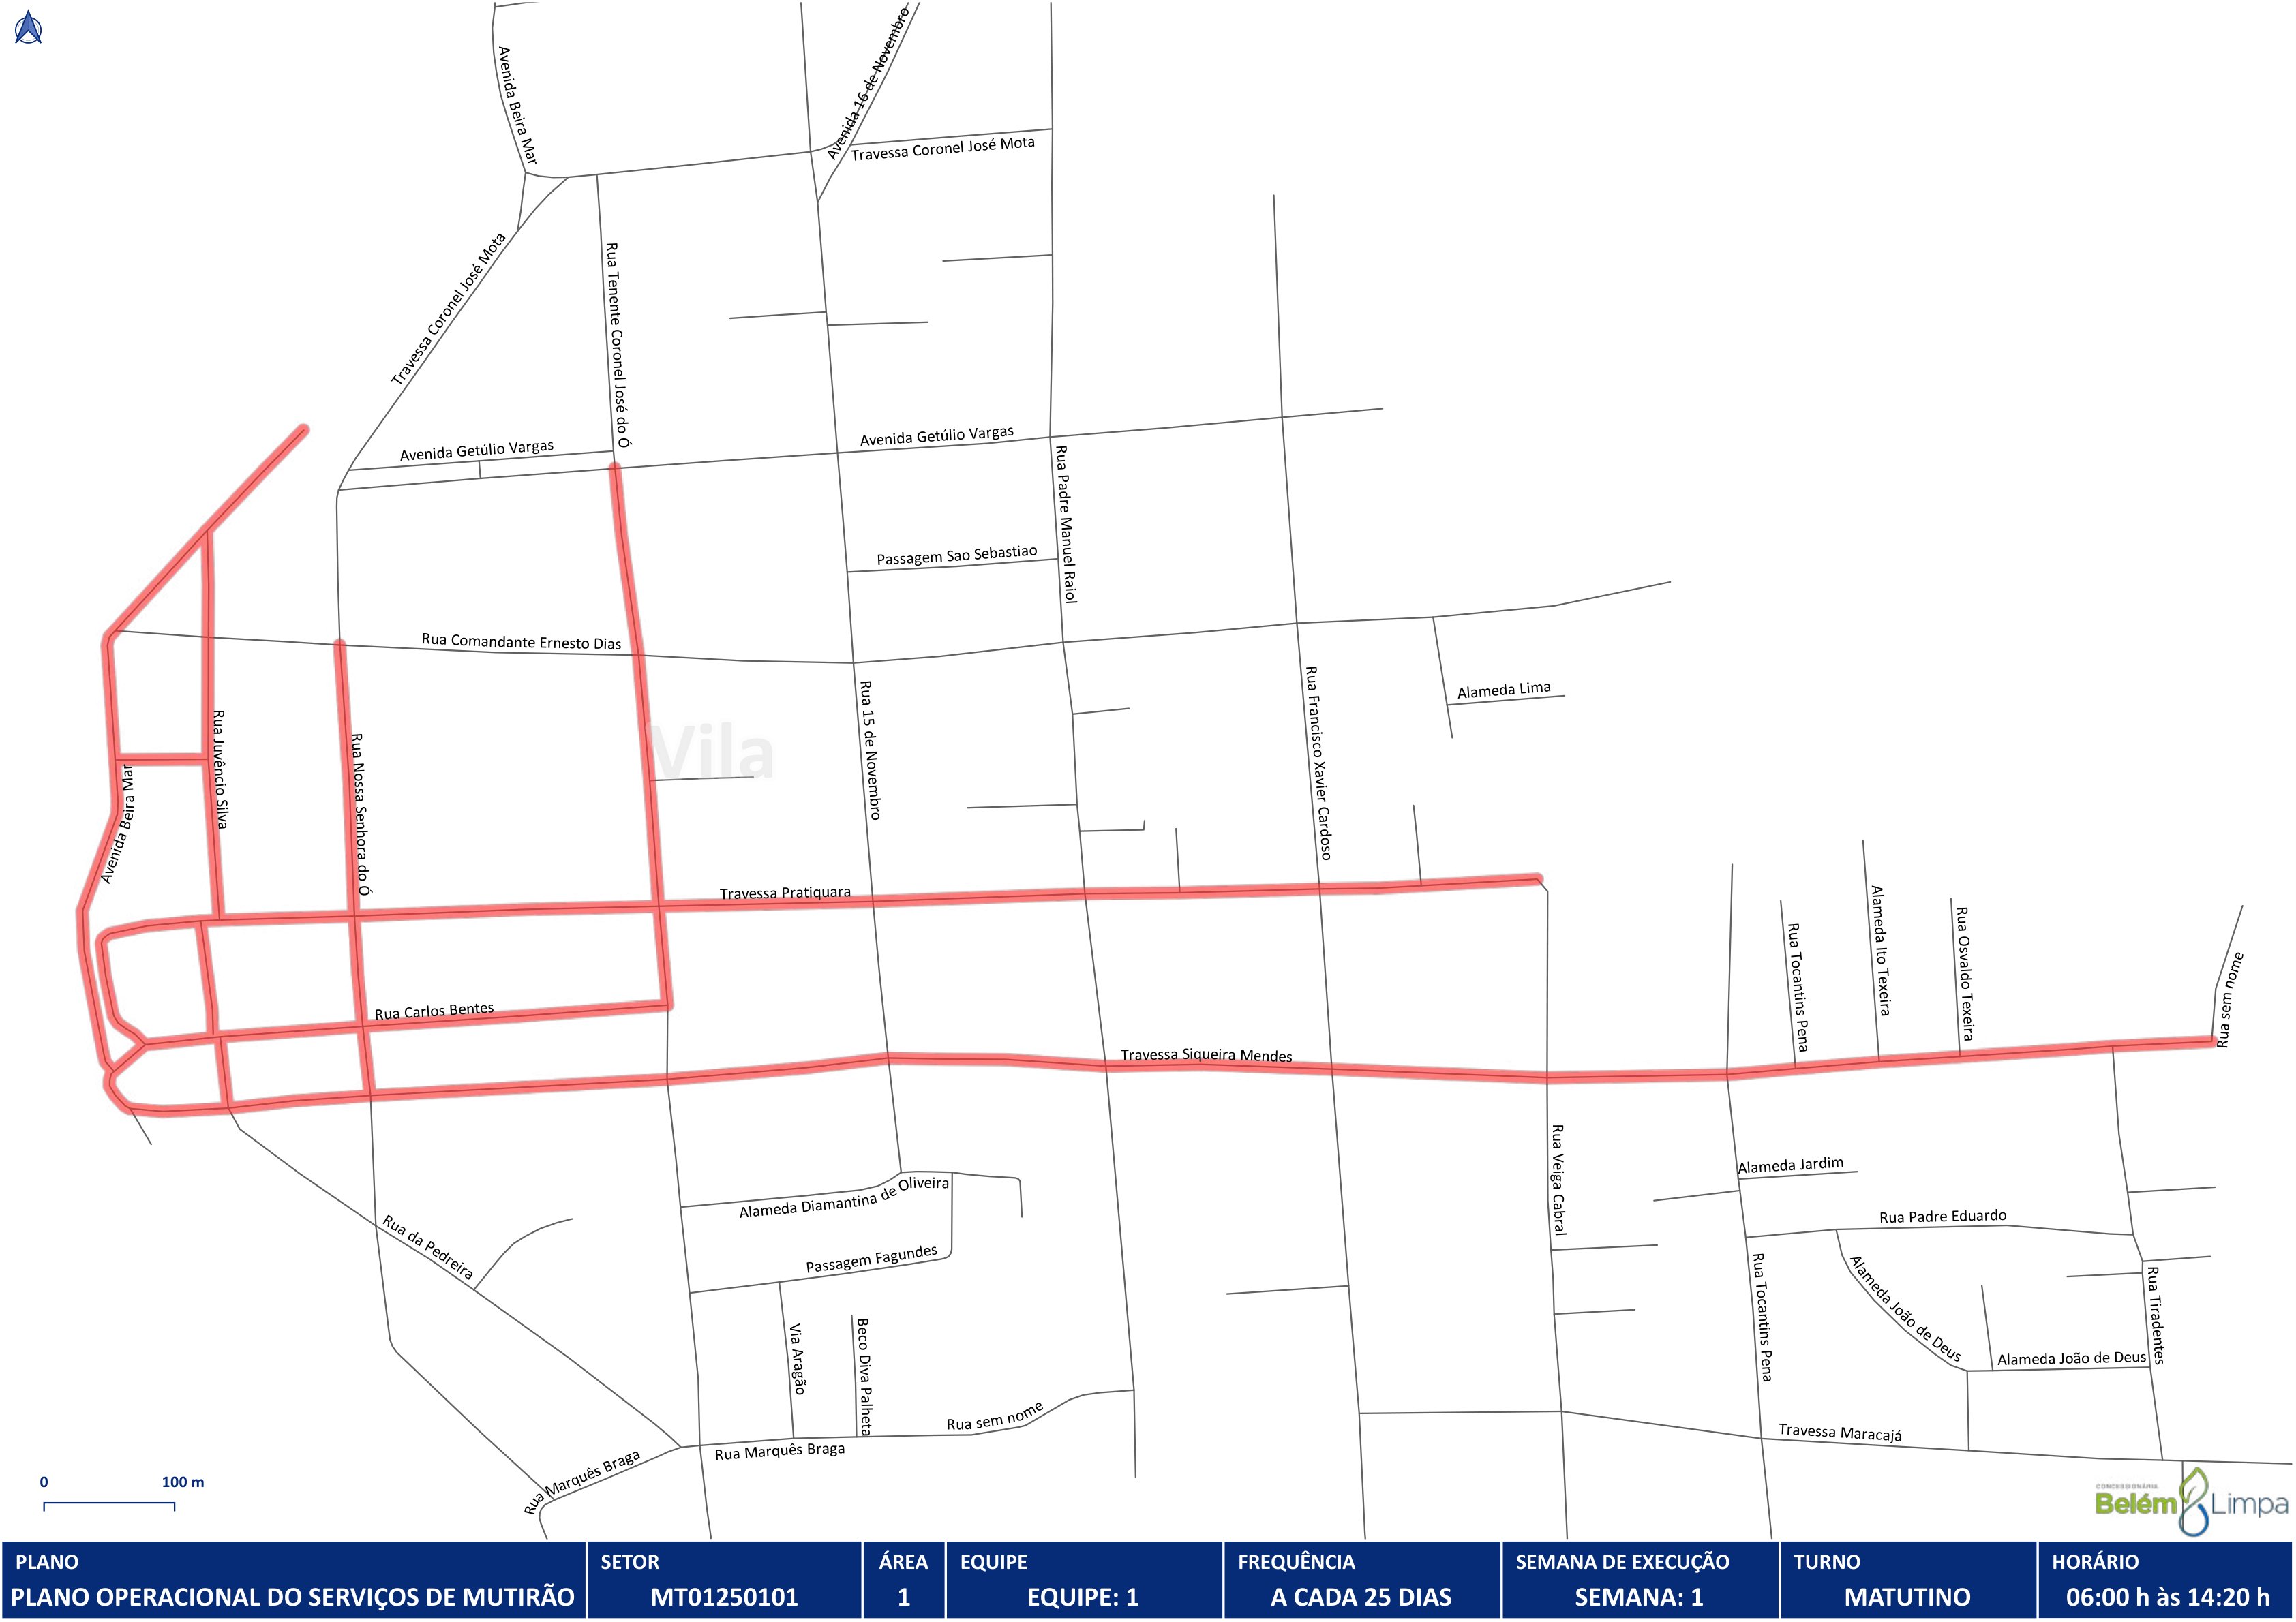 Avenida Beira Mar
Avenida 16 de Novembro
Travessa Coronel José Mota
Travessa Coronel José Mota
Rua Tenente Coronel José do Ó
Avenida Getúlio Vargas
Avenida Getúlio Vargas
Rua Padre Manuel Raiol
Passagem Sao Sebastiao
Rua Comandante Ernesto Dias
Rua Juvêncio Silva
Rua Nossa Senhora do Ó
Vila
Rua 15 de Novembro
Rua Francisco Xavier Cardoso
Alameda Lima
Avenida Beira Mar
Travessa Pratiquara
Rua Tocantins Pena
Alameda Ito Texeira
Rua Osvaldo Texeira
Rua sem nome
Rua Carlos Bentes
Travessa Siqueira Mendes
Rua Veiga Cabral
Alameda Jardim
Alameda Diamantina de Oliveira
Rua da Pedreira
Passagem Fagundes
Rua Padre Eduardo
Alameda João de Deus
Rua Tocantins Pena
Rua Tiradentes
Via Aragão
Beco Diva Palheta
Alameda João de Deus
Rua sem nome
Rua Marquês Braga
Rua Marquês Braga
Travessa Maracajá
0 100 m
CONCESSIONÁRIA
Belém Limpa
PLANO
PLANO OPERACIONAL DO SERVIÇOS DE MUTIRÃO
SETOR
MT01250101
ÁREA
1
EQUIPE
EQUIPE: 1
FREQUÊNCIA
A CADA 25 DIAS
SEMANA DE EXECUÇÃO
SEMANA: 1
TURNO
MATUTINO
HORÁRIO
06:00 h às 14:20 h